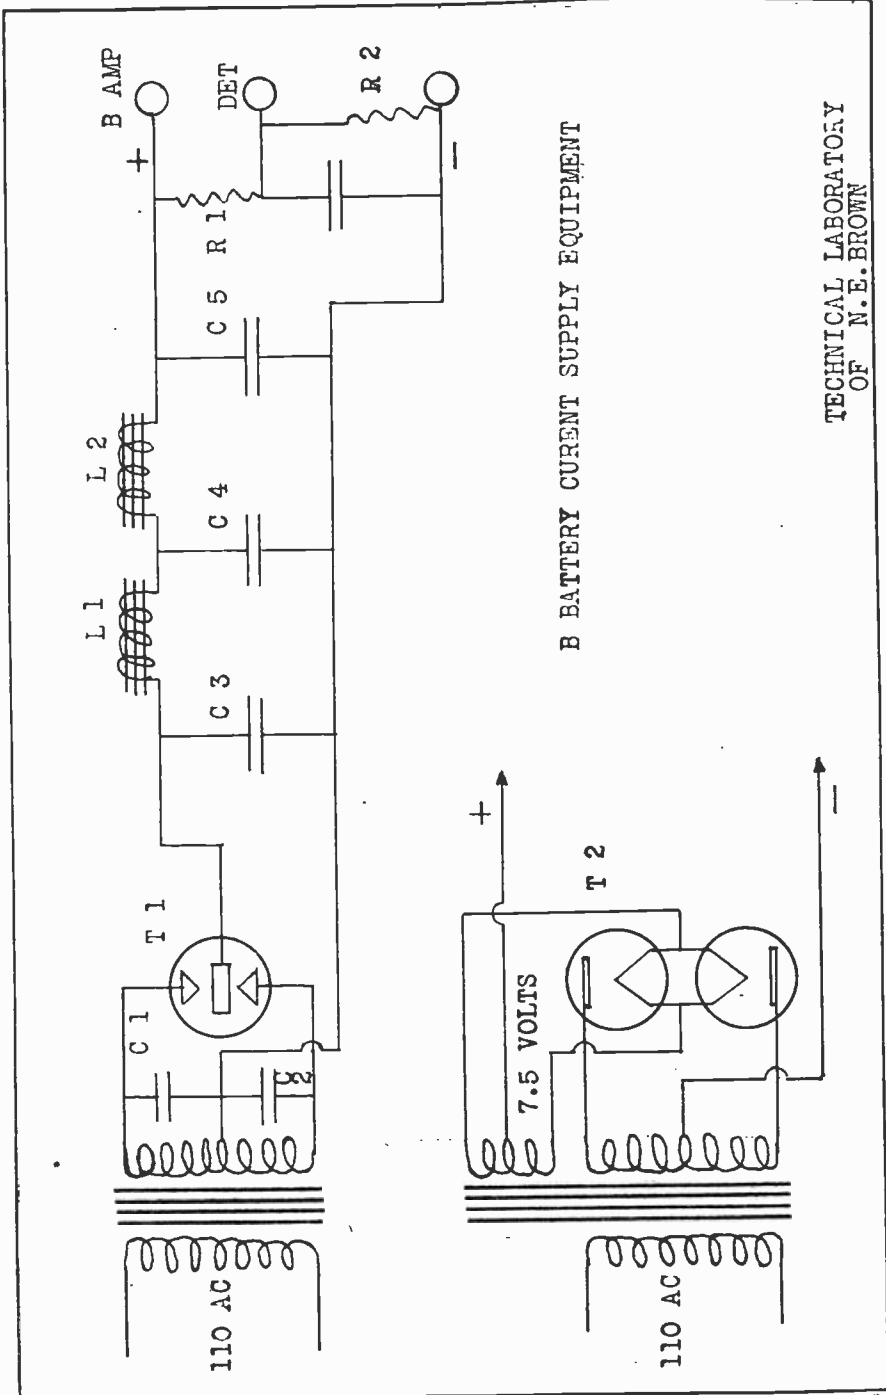 110 AC
C 1
C 2
T 1
L 1
L 2
C 3
C 4
C 5
R 1
B AMP
+
DET
R 2
−
110 AC
7.5 VOLTS
T 2
+
−
B BATTERY CURENT SUPPLY EQUIPMENT
TECHNICAL LABORATORY
OF N.E.BROWN